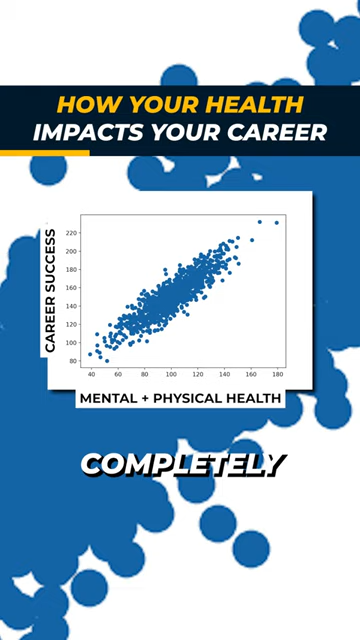 HOW YOUR HEALTH
IMPACTS YOUR CAREER
CAREER SUCCESS
220
200
180
160
140
120
100
80
40 60 80 100 120 140 160 180
MENTAL + PHYSICAL HEALTH
COMPLETELY